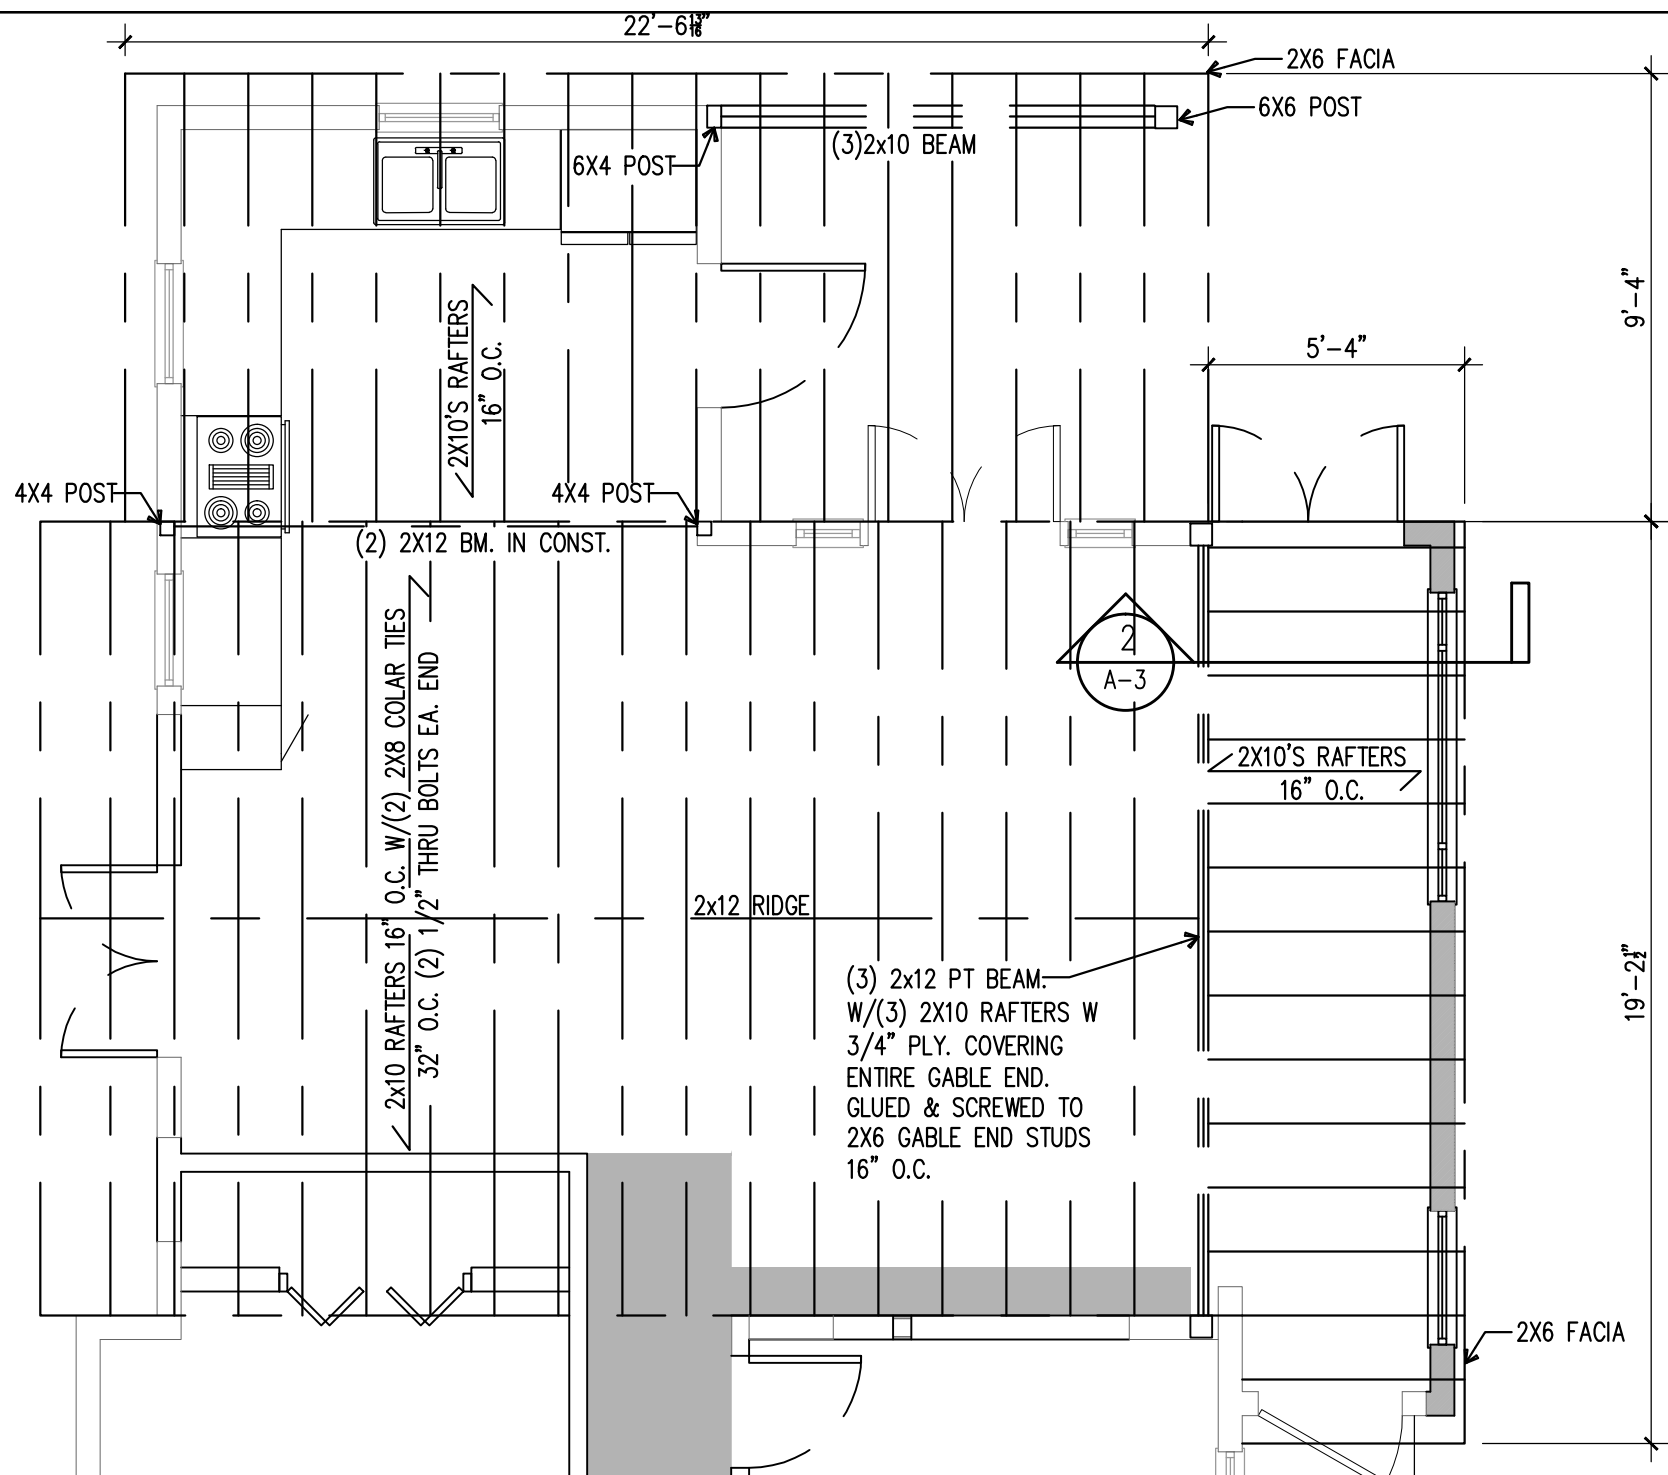 22'-6 13/16"
2X6 FACIA
6X6 POST
(3)2x10 BEAM
6X4 POST
9'-4"
5'-4"
2X10'S RAFTERS
16" O.C.
4X4 POST
4X4 POST
(2) 2X12 BM. IN CONST.
2x10 RAFTERS 16" O.C. W/(2) 2X8 COLAR TIES
32" O.C. (2) 1/2" THRU BOLTS EA. END
2
A-3
2X10'S RAFTERS
16" O.C.
2x12 RIDGE
(3) 2x12 PT BEAM.
W/(3) 2X10 RAFTERS W
3/4" PLY. COVERING
ENTIRE GABLE END.
GLUED & SCREWED TO
2X6 GABLE END STUDS
16" O.C.
19'-2 1/2"
2X6 FACIA